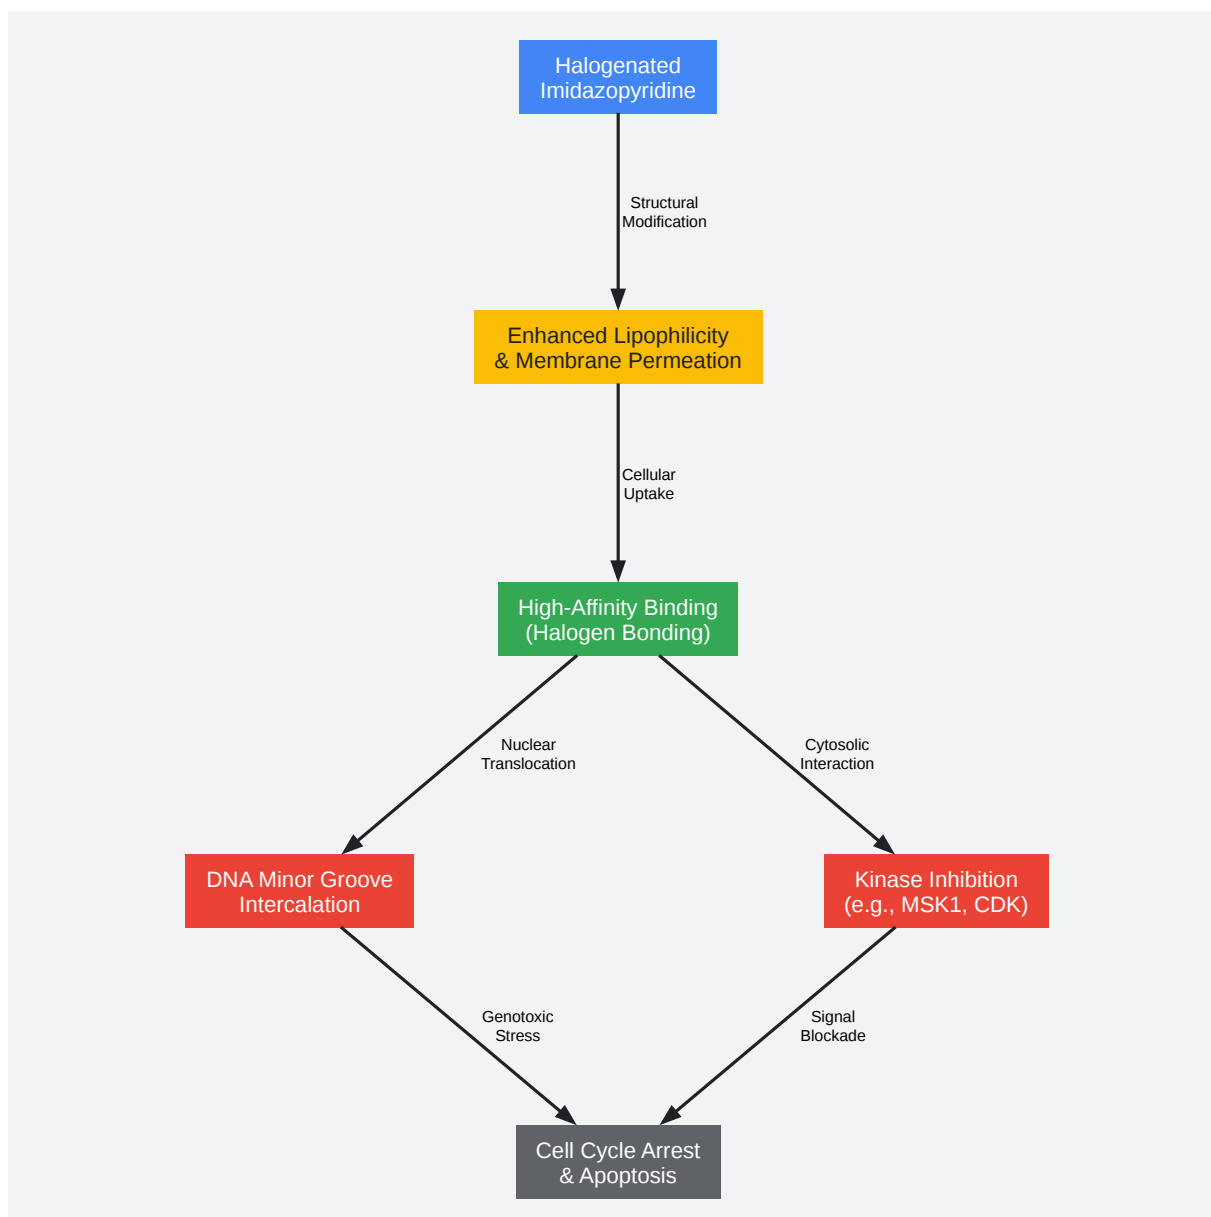 Halogenated
Imidazopyridine
Structural
Modification
Enhanced Lipophilicity
& Membrane Permeation
Cellular
Uptake
High-Affinity Binding
(Halogen Bonding)
Nuclear
Translocation
Cytosolic
Interaction
DNA Minor Groove
Intercalation
Kinase Inhibition
(e.g., MSK1, CDK)
Genotoxic
Stress
Signal
Blockade
Cell Cycle Arrest
& Apoptosis